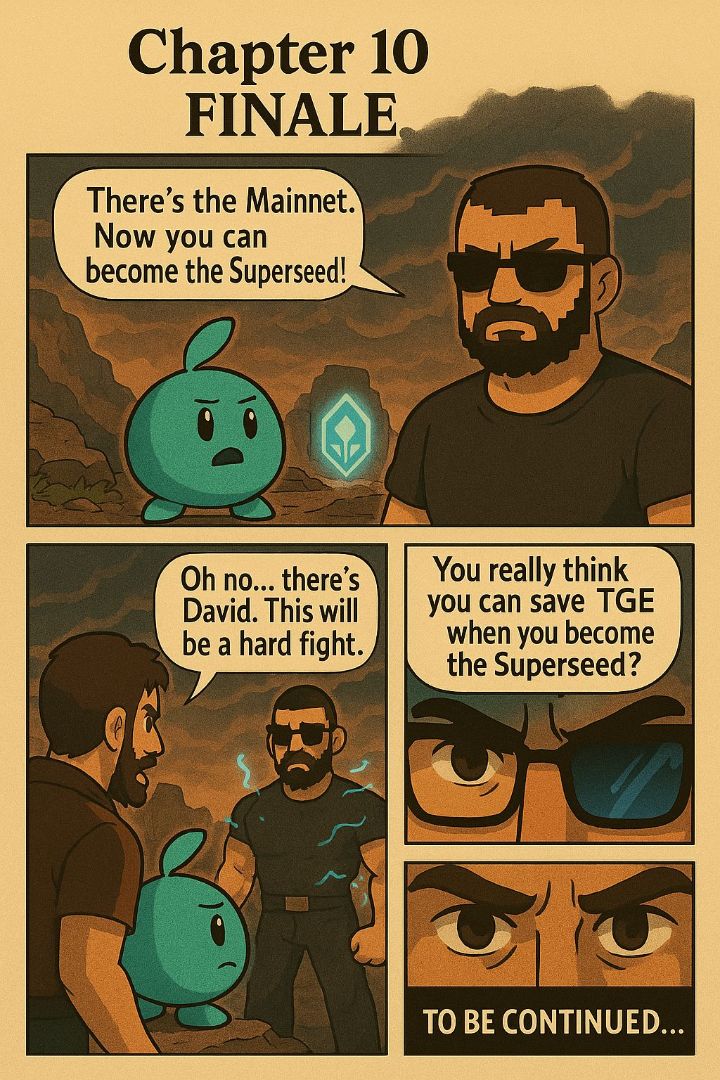 Chapter 10
FINALE
There's the Mainnet.
Now you can
become the Superseed!
Oh no... there's
David. This will
be a hard fight.
You really think
you can save TGE
when you become
the Superseed?
TO BE CONTINUED...